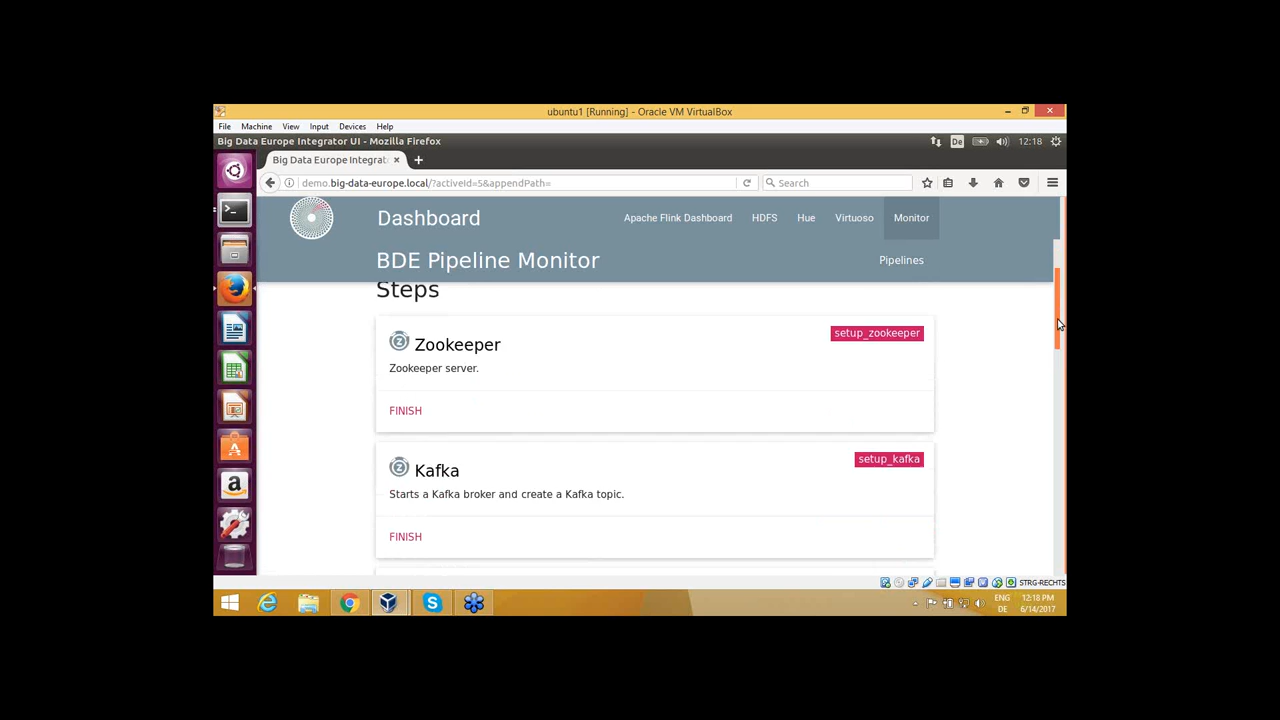 ubuntu1 [Running] - Oracle VM VirtualBox
File Machine View Input Devices Help
Big Data Europe Integrator UI - Mozilla Firefox
De 12:18
Big Data Europe Integrat
demo.big-data-europe.local/?activeId=5&appendPath=
Search
Dashboard
Apache Flink Dashboard HDFS Hue Virtuoso Monitor
BDE Pipeline Monitor
Pipelines
Steps
Zookeeper
setup_zookeeper
Zookeeper server.
FINISH
Kafka
setup_kafka
Starts a Kafka broker and create a Kafka topic.
FINISH
STRG-RECHTS
ENG 12:18 PM
DE 6/14/2017